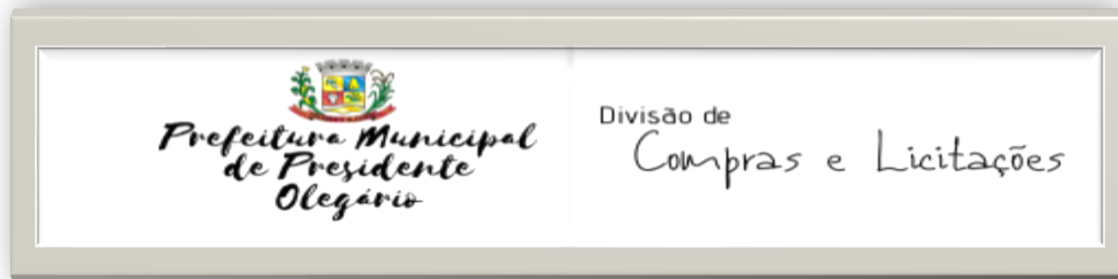 Prefeitura Municipal
de Presidente
Olegário
Divisão de
Compras e Licitações